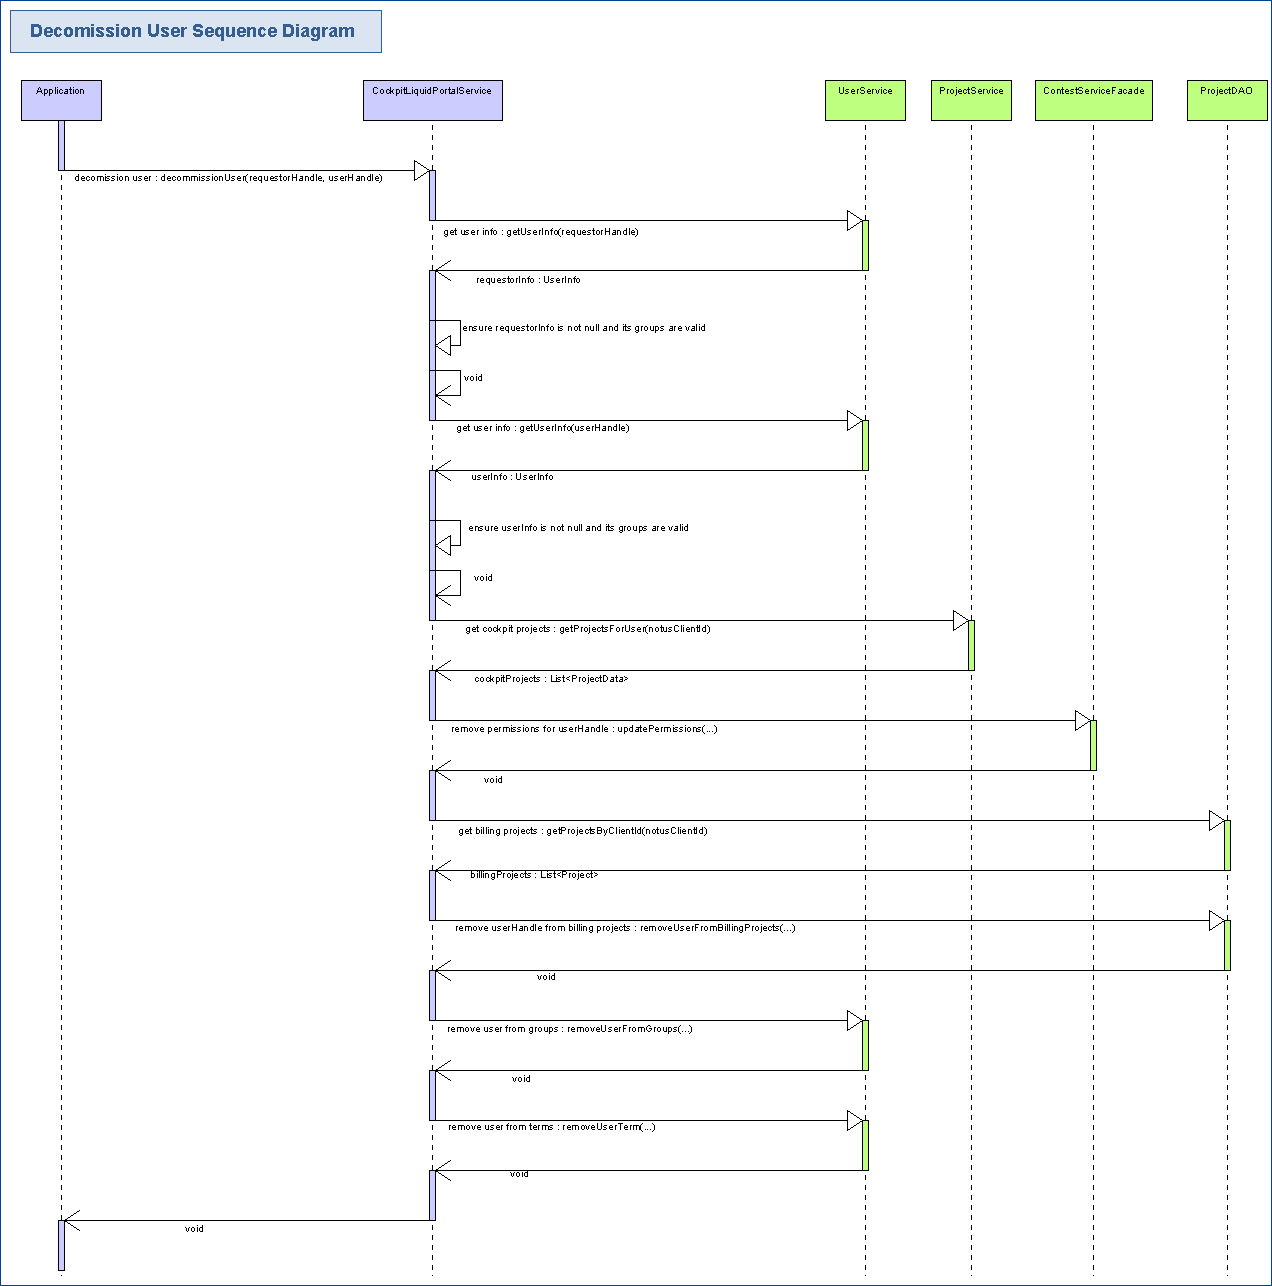 Decomission User Sequence Diagram
Application
CockpitLiquidPortalService
UserService
ProjectService
ContestServiceFacade
ProjectDAO
decomission user : decommissionUser(requestorHandle, userHandle)
get user info : getUserInfo(requestorHandle)
requestorInfo : UserInfo
ensure requestorInfo is not null and its groups are valid
void
get user info : getUserInfo(userHandle)
userInfo : UserInfo
ensure userInfo is not null and its groups are valid
void
get cockpit projects : getProjectsForUser(notusClientId)
cockpitProjects : List<ProjectData>
remove permissions for userHandle : updatePermissions(...)
void
get billing projects : getProjectsByClientId(notusClientId)
billingProjects : List<Project>
remove userHandle from billing projects : removeUserFromBillingProjects(...)
void
remove user from groups : removeUserFromGroups(...)
void
remove user from terms : removeUserTerm(...)
void
void